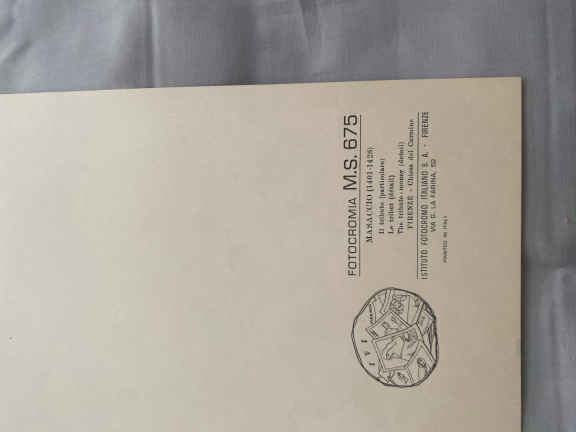 FOTOCROMIA M.S. 675
MASACCIO (1401-1428)
Il tributo (particolare)
Le tribut (détail)
The tribute-money (detail)
FIRENZE - Chiesa del Carmine
ISTITUTO FOTOCROMO ITALIANO S. A. - FIRENZE
VIA G. LA FARINA, 52
PRINTED IN ITALY
I F I